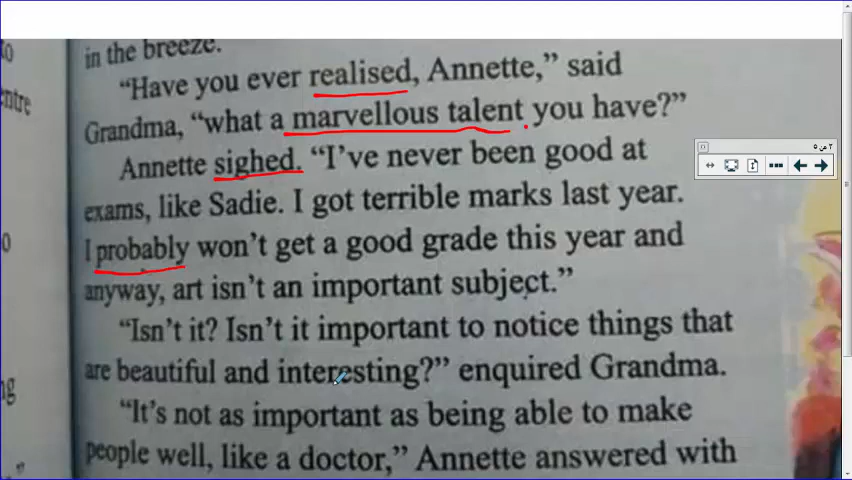 in the breeze.
"Have you ever realised, Annette," said
Grandma, "what a marvellous talent you have?"
Annette sighed. "I've never been good at
exams, like Sadie. I got terrible marks last year.
I probably won't get a good grade this year and
anyway, art isn't an important subject."
"Isn't it? Isn't it important to notice things that
are beautiful and interesting?" enquired Grandma.
"It's not as important as being able to make
people well, like a doctor," Annette answered with